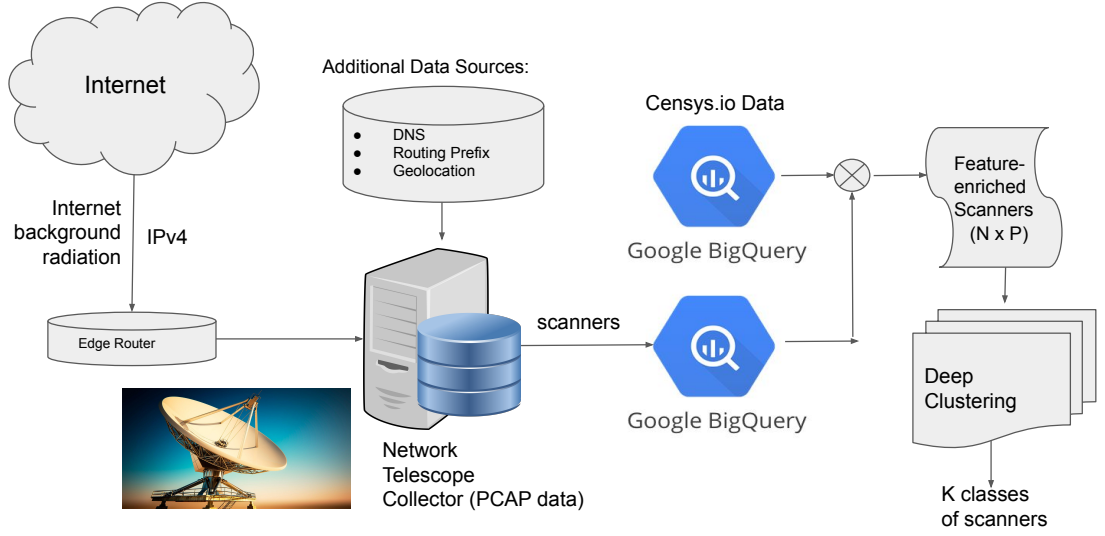 Internet
Additional Data Sources:
● DNS
● Routing Prefix
● Geolocation
Censys.io Data
Google BigQuery
Feature-
enriched
Scanners
(N x P)
Internet
background
radiation
IPv4
Edge Router
scanners
Google BigQuery
Network
Telescope
Collector (PCAP data)
Deep
Clustering
K classes
of scanners